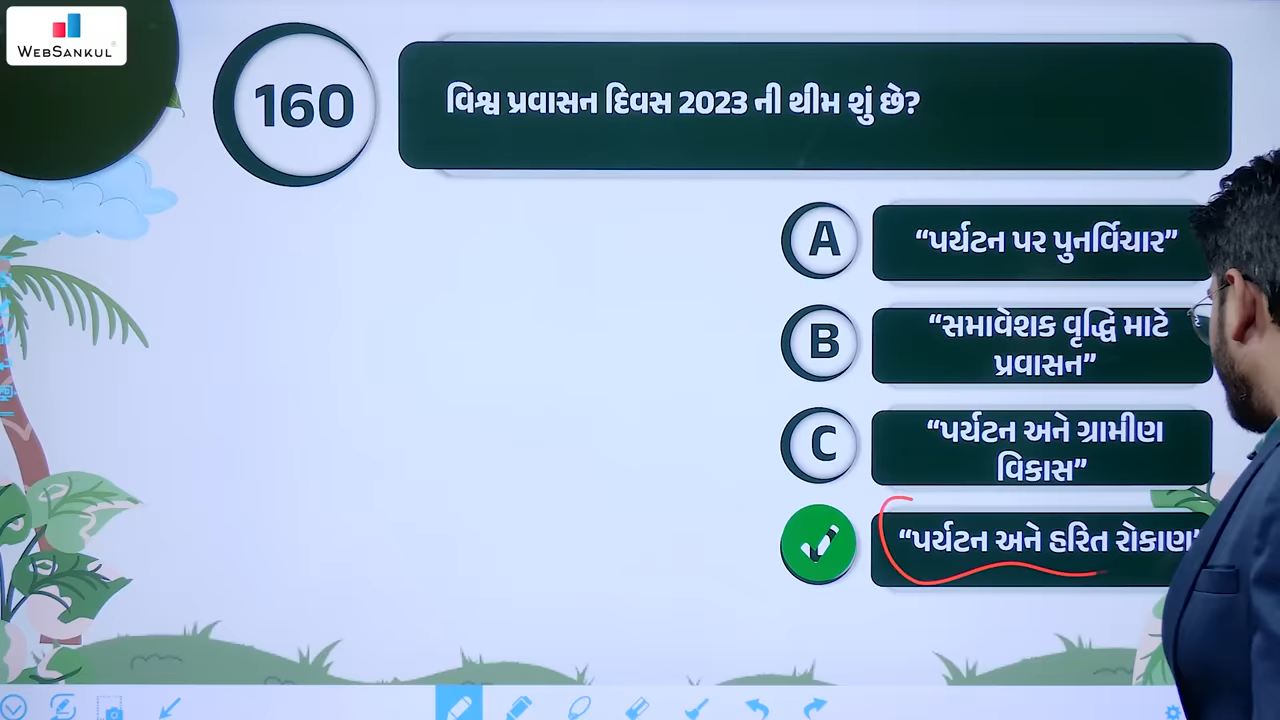 WEBSANKUL
160
વિશ્વ પ્રવાસન દિવસ 2023 ની થીમ શું છે?
A
“પર્યટન પર પુનર્વિચાર”
B
“સમાવેશક વૃદ્ધિ માટે
પ્રવાસન”
C
“પર્યટન અને ગ્રામીણ
વિકાસ”
“પર્યટન અને હરિત રોકાણ”